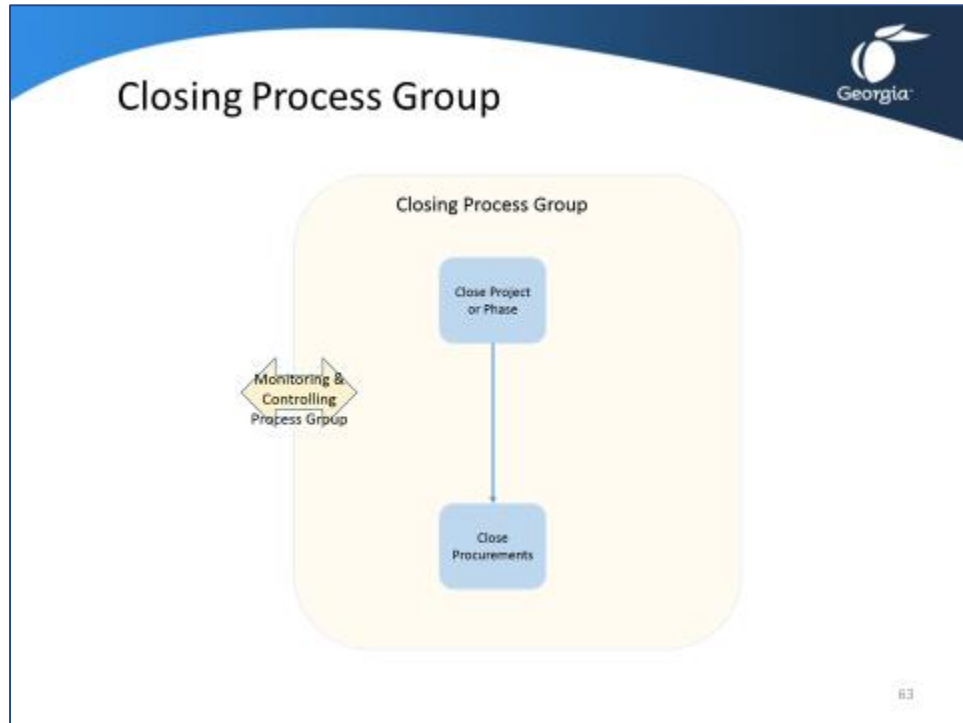 Georgia
Closing Process Group
Closing Process Group
Close Project
or Phase
Monitoring &
Controlling
Process Group
Close
Procurements
63